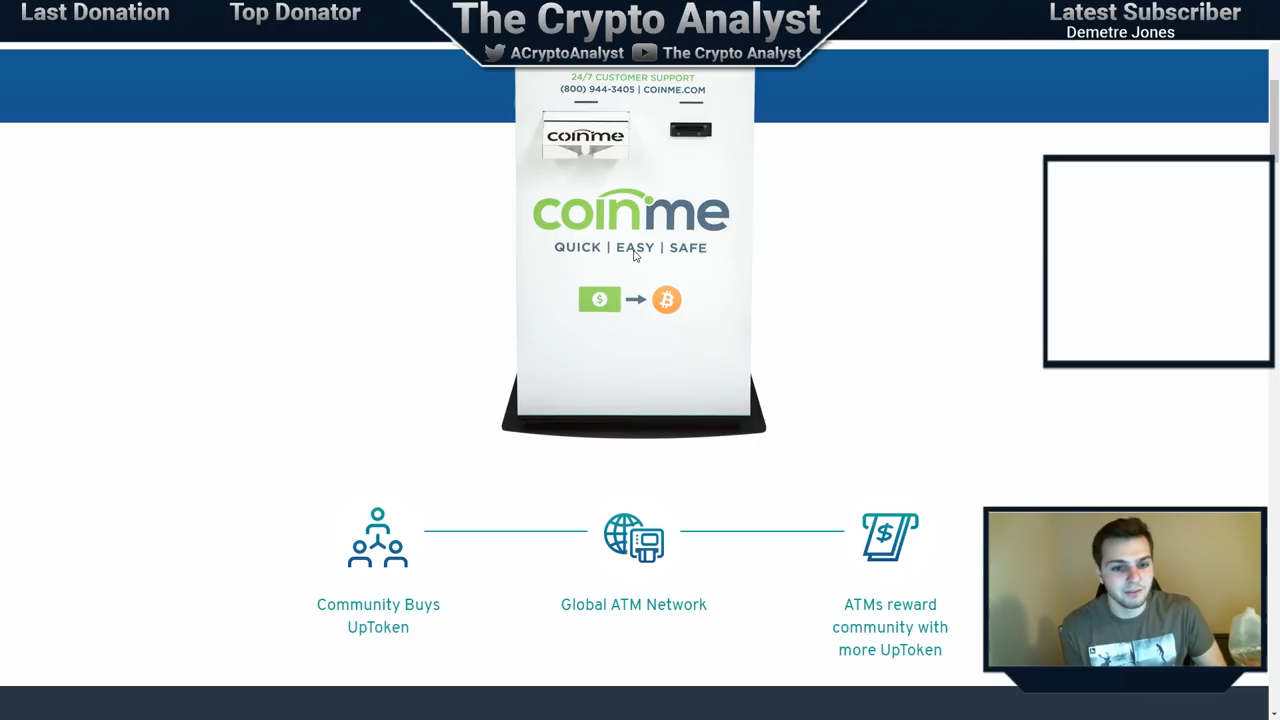 Last Donation
Top Donator
The Crypto Analyst
Latest Subscriber
Demetre Jones
ACryptoAnalyst
The Crypto Analyst
24/7 CUSTOMER SUPPORT
(800) 944-3405 | COINME.COM
coinme
coinme
QUICK | EASY | SAFE
Community Buys
UpToken
Global ATM Network
ATMs reward
community with
more UpToken